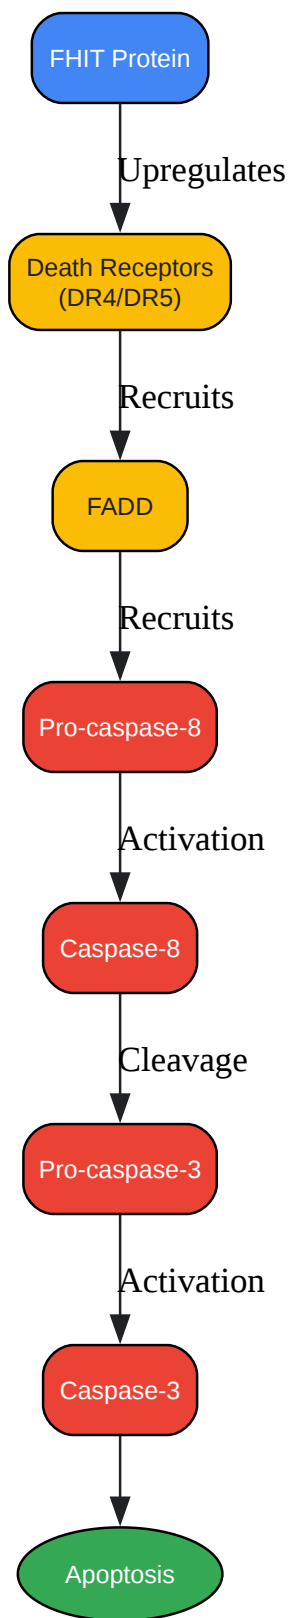 FHIT Protein
Upregulates
Death Receptors
(DR4/DR5)
Recruits
FADD
Recruits
Pro-caspase-8
Activation
Caspase-8
Cleavage
Pro-caspase-3
Activation
Caspase-3
Apoptosis